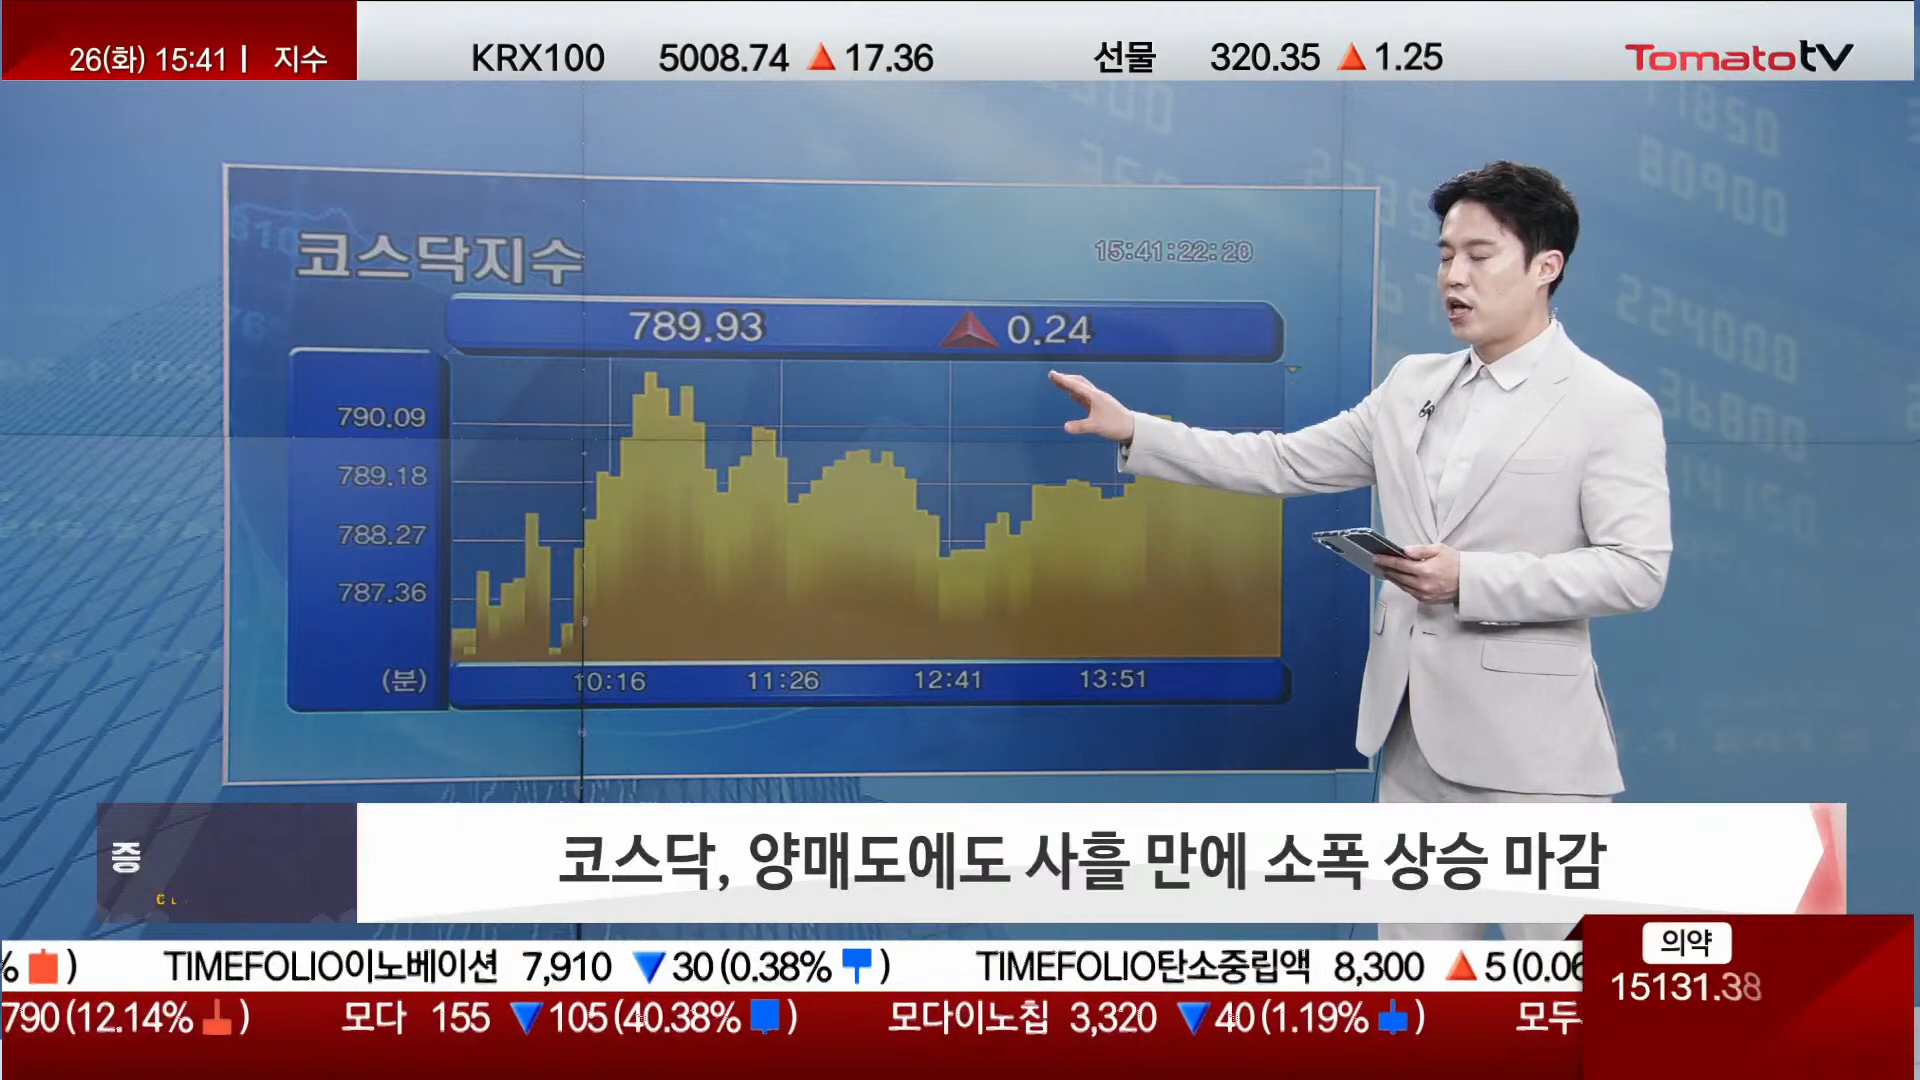 26(화) 15:41 | 지수 KRX100 5008.74 ▲17.36 선물 320.35 ▲1.25 Tomatotv
코스닥지수 15:41:22:20
789.93 ▲ 0.24
790.09
789.18
788.27
787.36
(분) 10:16 11:26 12:41 13:51
증
코스닥, 양매도에도 사흘 만에 소폭 상승 마감
% ) TIMEFOLIO이노베이션 7,910 ▼30(0.38% ) TIMEFOLIO탄소중립액 8,300 ▲5(0.06
790(12.14% ) 모다 155 ▼105(40.38% ) 모다이노칩 3,320 ▼40(1.19% ) 모두
의약
15131.38